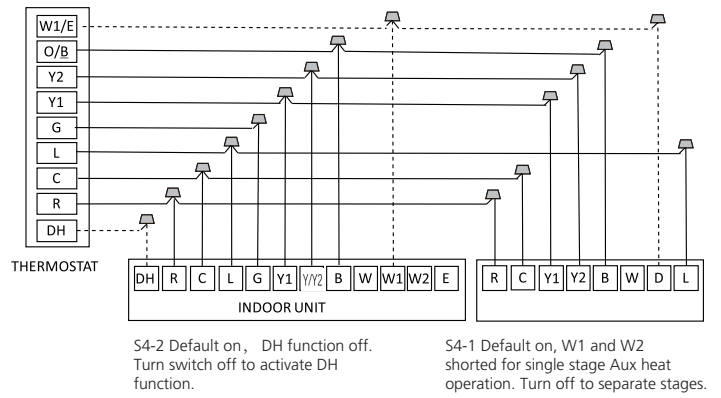 W1/E
O/B
Y2
Y1
G
L
C
R
DH
THERMOSTAT
DH R C L G Y1 Y/Y2 B W W1 W2 E
INDOOR UNIT
R C Y1 Y2 B W D L
S4-2 Default on, DH function off.
Turn switch off to activate DH
function.
S4-1 Default on, W1 and W2
shorted for single stage Aux heat
operation. Turn off to separate stages.